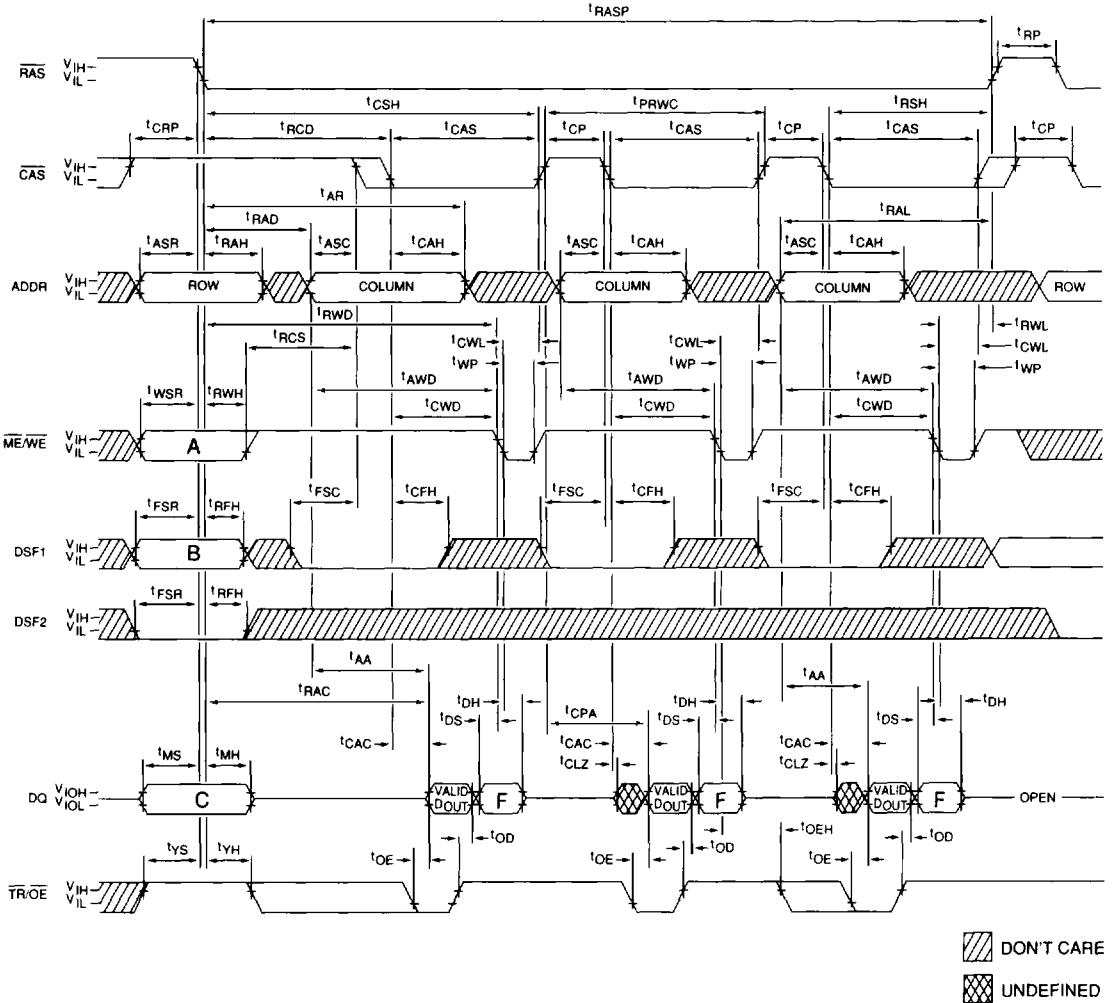 tRASP
tRP
RAS VIH VIL
tCSH tPRWC tRSH
tCRP tRCD tCAS tCP tCAS tCP tCAS tCP
CAS VIH VIL
tAR
tRAD tRAL
tASR tRAH tASC tCAH tASC tCAH tASC tCAH
ADDR VIH VIL ROW COLUMN COLUMN COLUMN ROW
tRWD tRWL
tRCS tCWL tCWL tCWL
tWP tWP tWP
tWSR tRWH tAWD tAWD tAWD
tCWD tCWD tCWD
ME/WE VIH VIL A
tFSC tCFH tFSC tCFH tFSC tCFH
tFSR tRFH
DSF1 VIH VIL B
tFSR tRFH
DSF2 VIH VIL
tAA tAA
tRAC tDH tDH tDH
tDS tCPA tDS tDS
tCAC tCAC tCAC
tMS tMH tCLZ tCLZ
DQ VIOH VIOL C VALID DOUT F VALID DOUT F VALID DOUT F OPEN
tOD tOD tOEH tOD
tYS tYH tOE tOE tOE
TR/OE VIH VIL
DON'T CARE
UNDEFINED